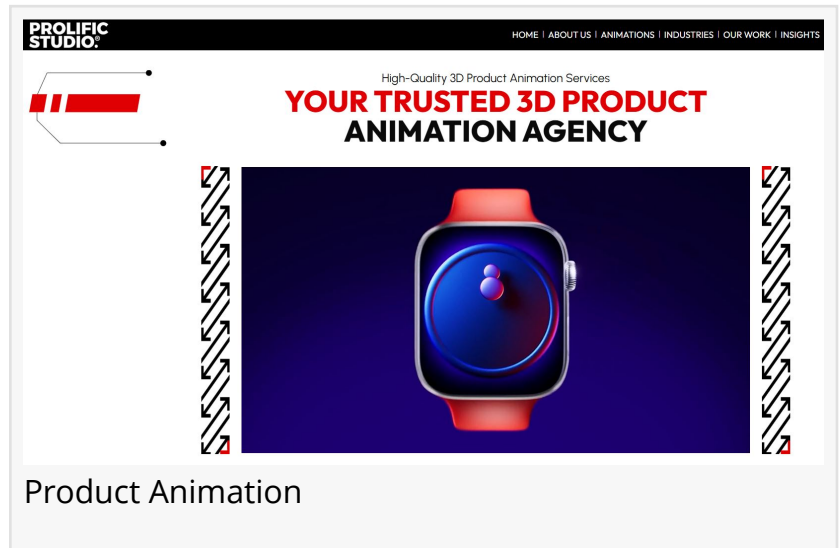 PROLIFIC
STUDIO.®
HOME | ABOUT US | ANIMATIONS | INDUSTRIES | OUR WORK | INSIGHTS
High-Quality 3D Product Animation Services
YOUR TRUSTED 3D PRODUCT
ANIMATION AGENCY
Product Animation